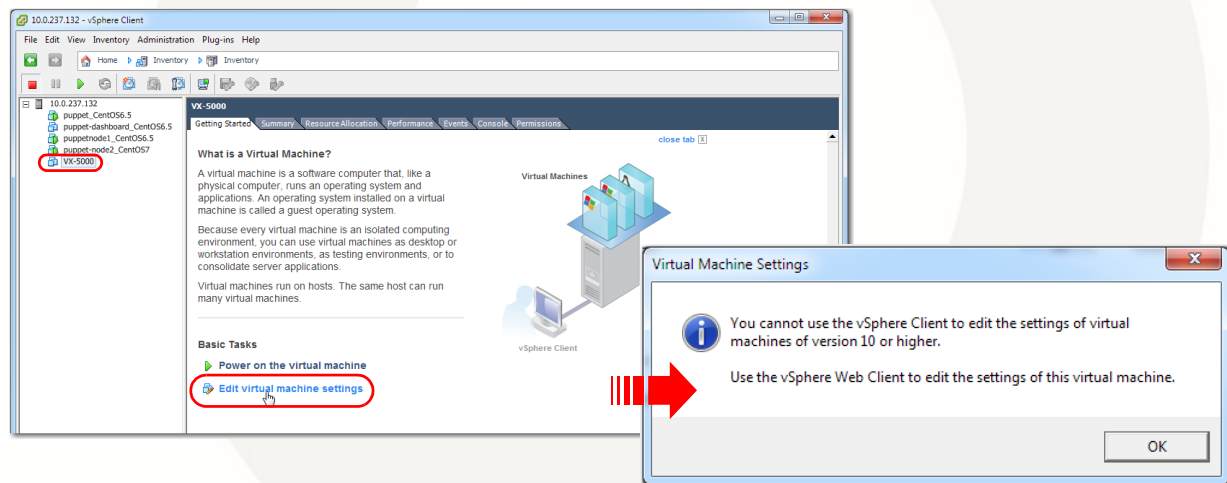 10.0.237.132 - vSphere Client
File Edit View Inventory Administration Plug-ins Help
Home Inventory Inventory
10.0.237.132
puppet_CentOS6.5
puppet-dashboard_CentOS6.5
puppetnode1_CentOS6.5
puppet-node2_CentOS7
VX-5000
VX-5000
Getting Started Summary Resource Allocation Performance Events Console Permissions
close tab X
What is a Virtual Machine?
A virtual machine is a software computer that, like a
physical computer, runs an operating system and
applications. An operating system installed on a virtual
machine is called a guest operating system.
Because every virtual machine is an isolated computing
environment, you can use virtual machines as desktop or
workstation environments, as testing environments, or to
consolidate server applications.
Virtual machines run on hosts. The same host can run
many virtual machines.
Virtual Machines
vSphere Client
Basic Tasks
Power on the virtual machine
Edit virtual machine settings
Virtual Machine Settings
You cannot use the vSphere Client to edit the settings of virtual
machines of version 10 or higher.
Use the vSphere Web Client to edit the settings of this virtual machine.
OK